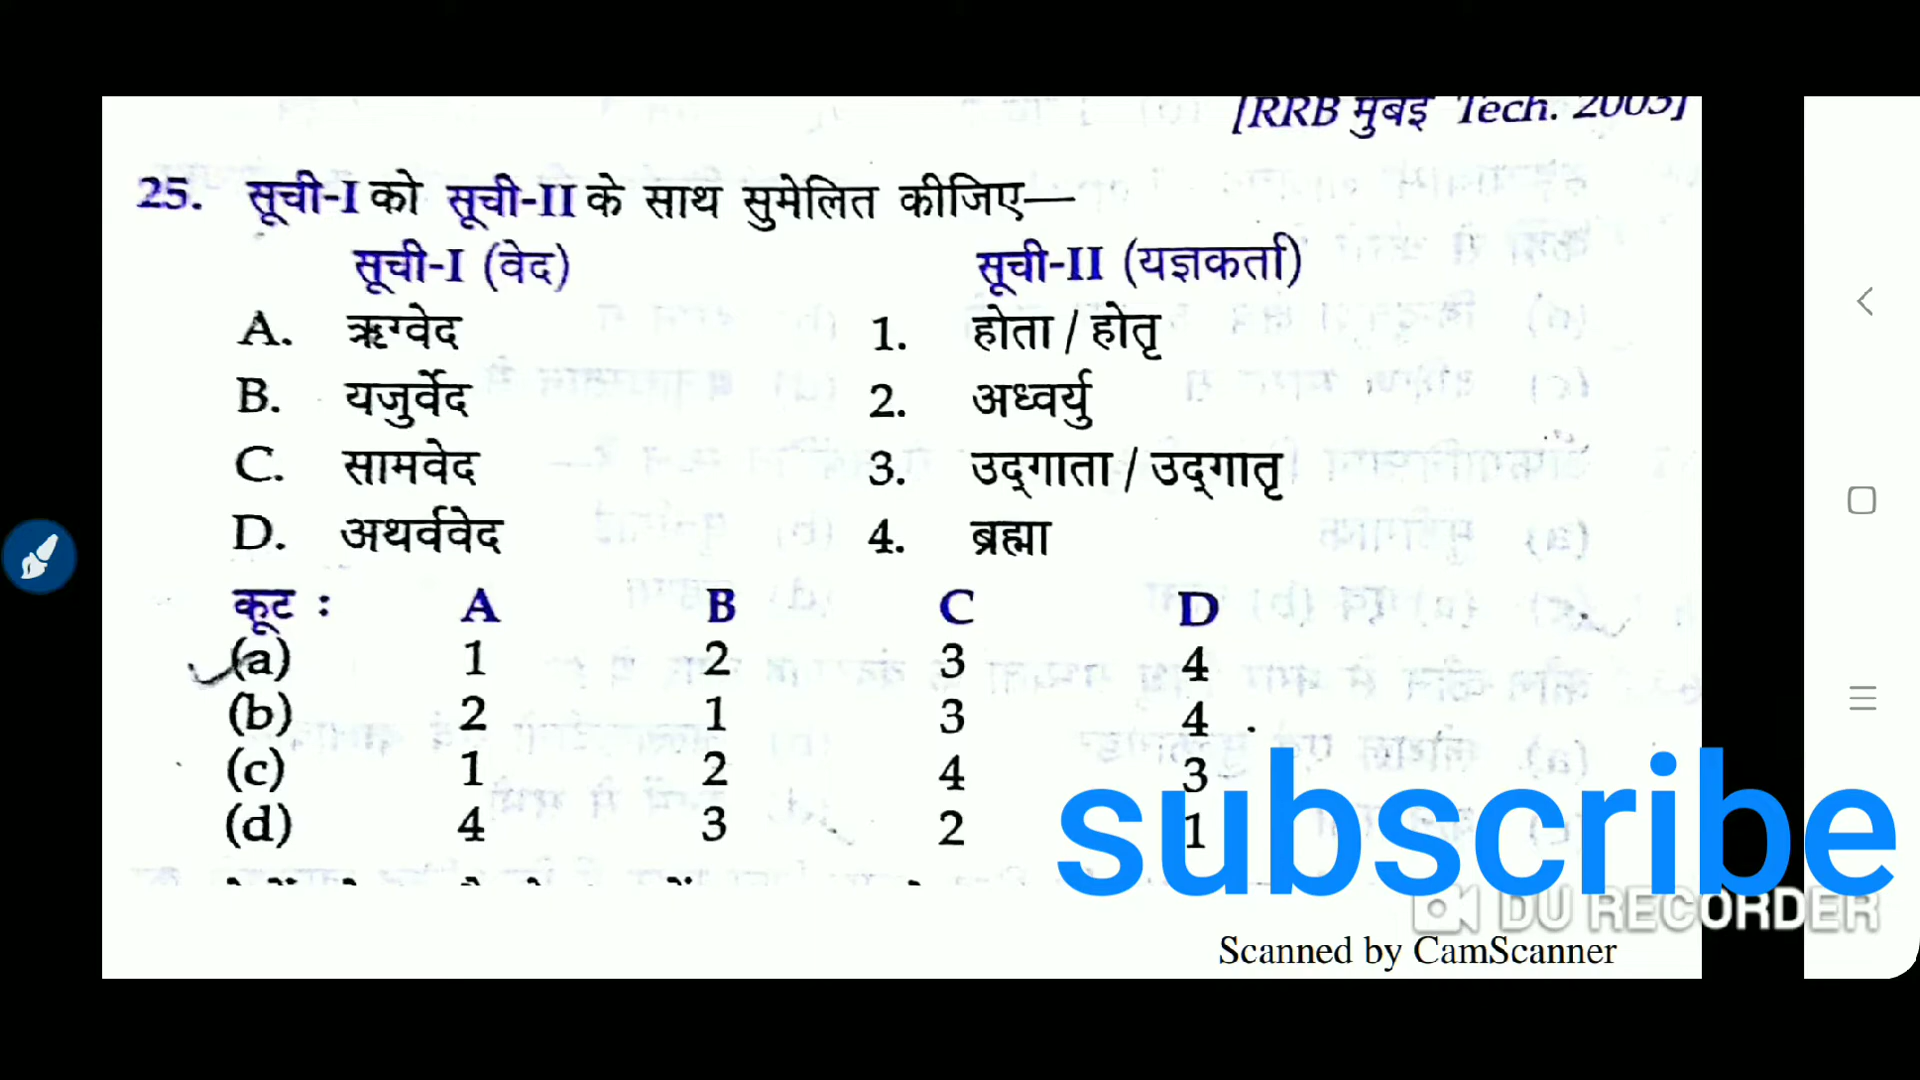 [RRB मुंबई Tech. 2003]
25. सूची-I को सूची-II के साथ सुमेलित कीजिए—
सूची-I (वेद) सूची-II (यज्ञकर्ता)
A. ऋग्वेद 1. होता / होतृ
B. यजुर्वेद 2. अध्वर्यु
C. सामवेद 3. उद्गाता / उद्गातृ
D. अथर्ववेद 4. ब्रह्मा
कूट : A B C D
(a) 1 2 3 4
(b) 2 1 3 4
(c) 1 2 4 3
(d) 4 3 2 1
subscribe
DU RECORDER
Scanned by CamScanner